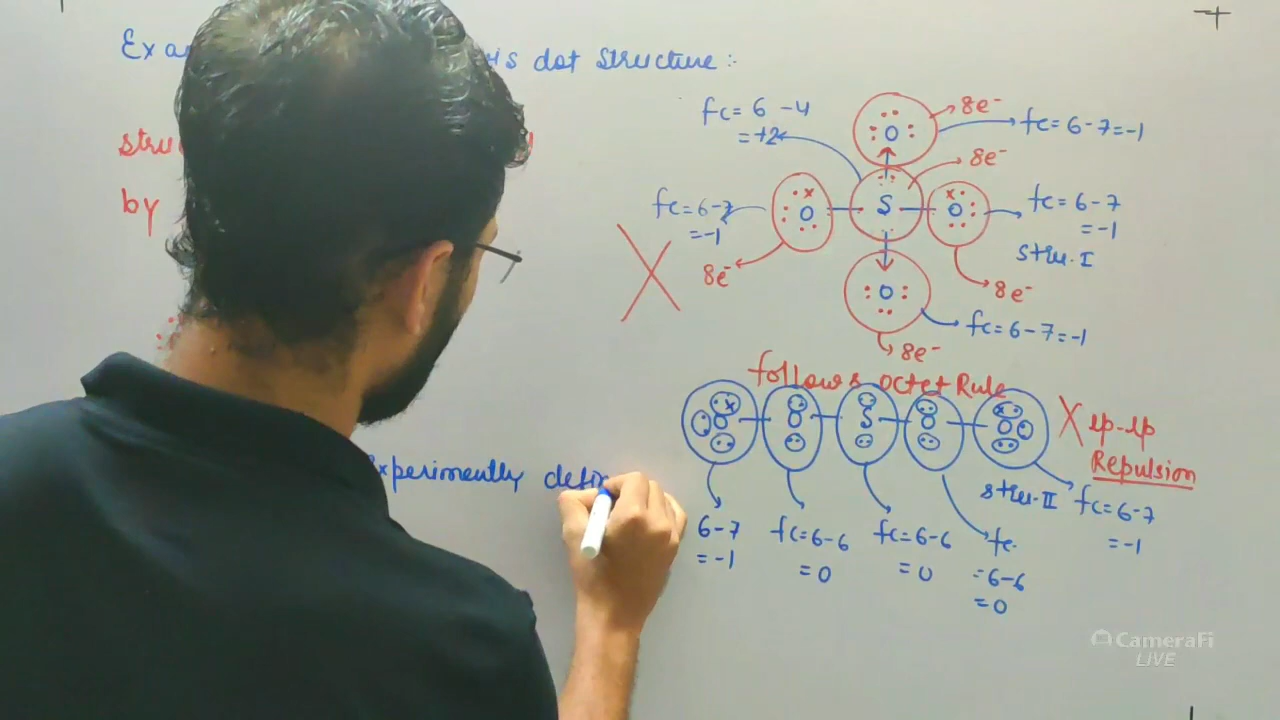 is dot structure :-
by
fc = 6 - 4
= +2
8e⁻
O
fc = 6 - 7 = -1
8e⁻
fc = 6 - 7
= -1
O
S
O
fc = 6 - 7
= -1
stru. I
8e⁻
8e⁻
O
fc = 6 - 7 = -1
8e⁻
follows octet Rule
O O S O O
X lp-lp
Repulsion
stru-II
6 - 7
= -1
fc = 6 - 6
= 0
fc = 6 - 6
= 0
fc.
= 6 - 6
= 0
fc = 6 - 7
= -1
experimently
CameraFi
LIVE